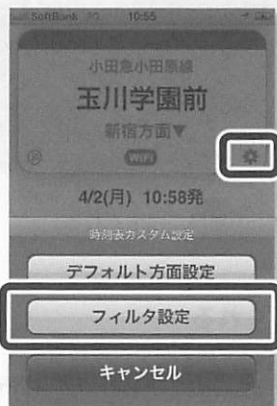 SoftBank 3G 10:55
小田急小田原線
玉川学園前
新宿方面▼
WiFi
4/2(月) 10:58発
時刻表カスタム設定
デフォルト方面設定
フィルタ設定
キャンセル